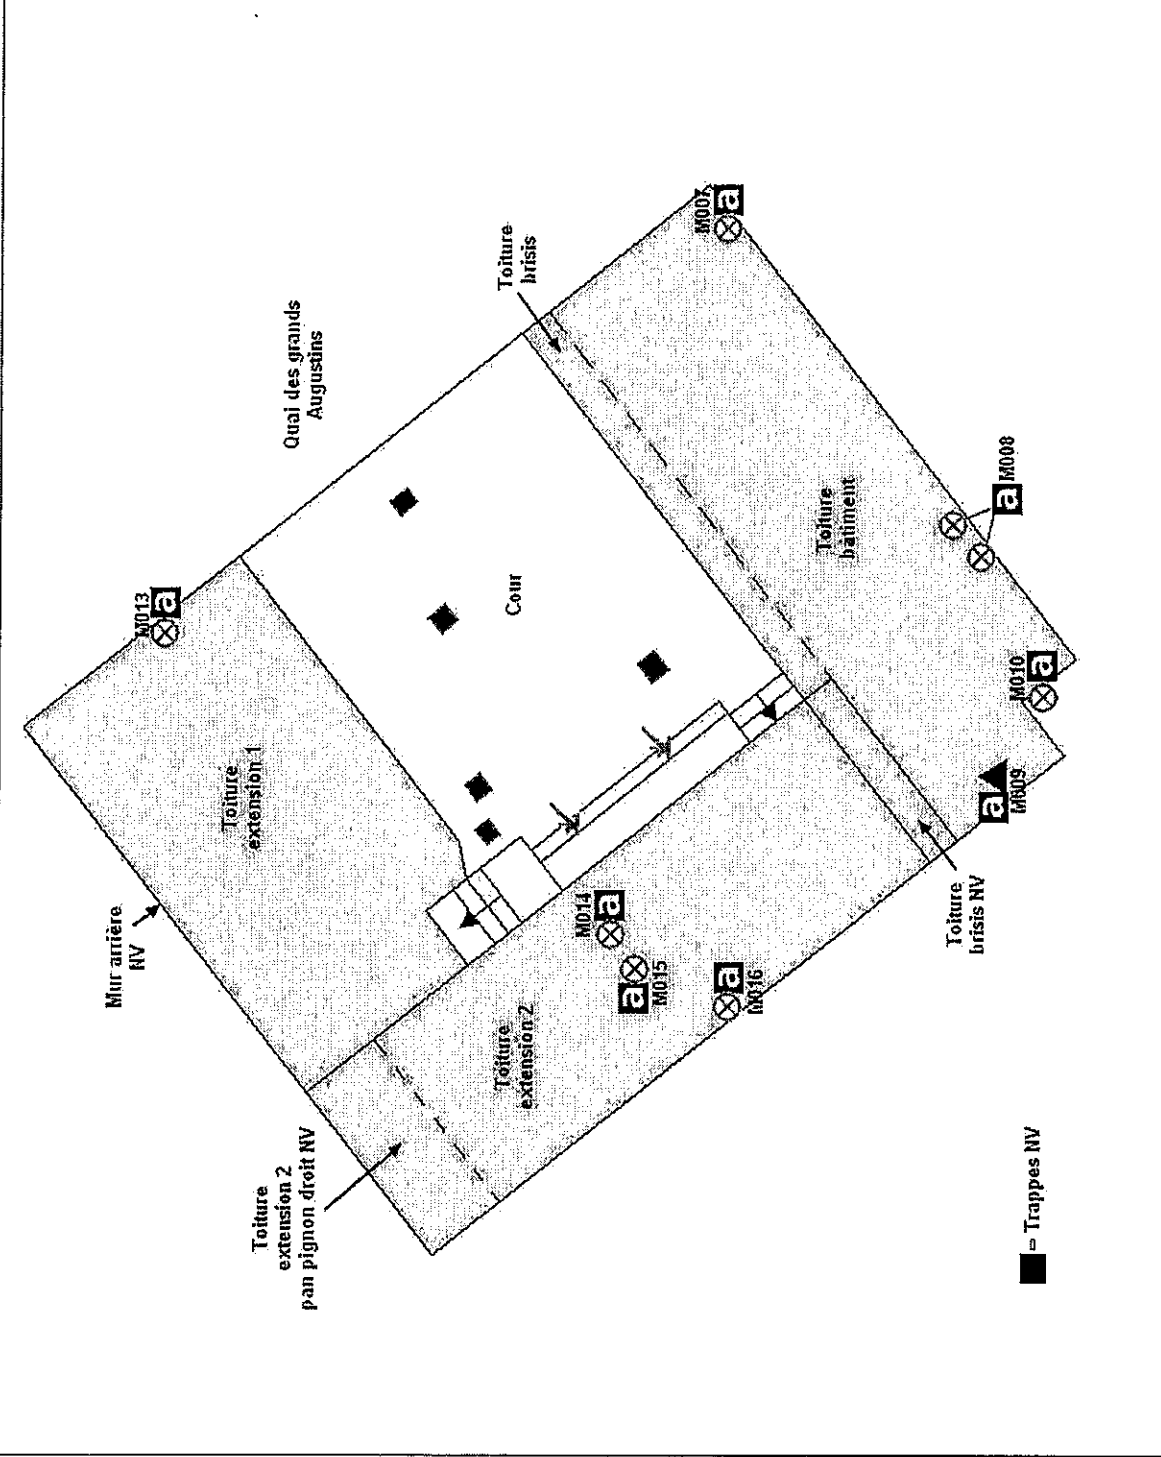 Mur arrière
NV
Toiture
extension 1
M013
a
Quai des grands
Augustins
Toiture
brisis
M007
a
Cour
Toiture
bâtiment
a
M008
M010
a
a
M009
Toiture
brisis NV
M014
a
a
M015
a
M016
Toiture
extension 2
Toiture
extension 2
pan pignon droit NV
= Trappes NV